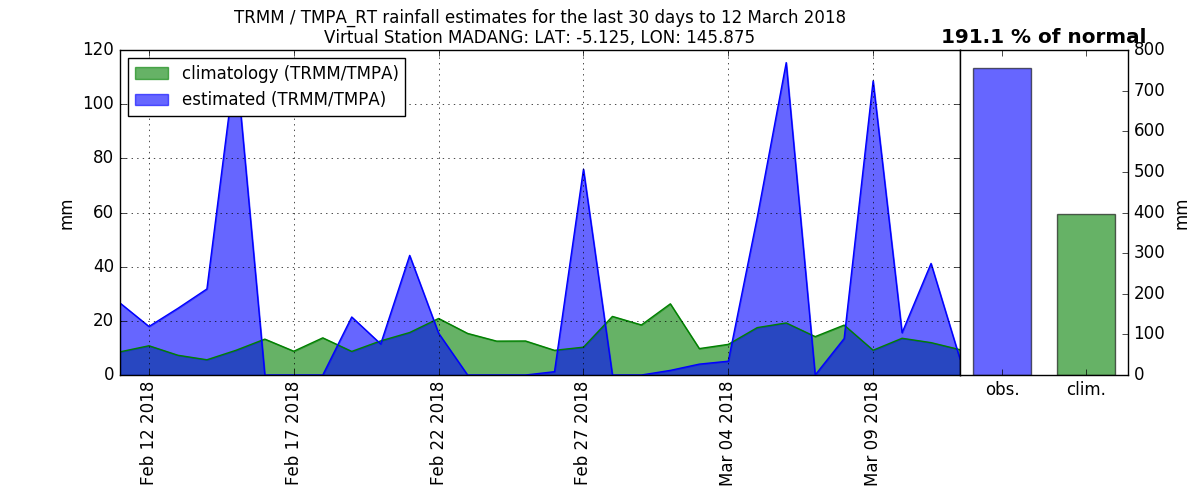 TRMM / TMPA_RT rainfall estimates for the last 30 days to 12 March 2018
Virtual Station MADANG: LAT: -5.125, LON: 145.875
191.1 % of normal
climatology (TRMM/TMPA)
estimated (TRMM/TMPA)
120
100
80
60
40
20
0
mm
Feb 12 2018
Feb 17 2018
Feb 22 2018
Feb 27 2018
Mar 04 2018
Mar 09 2018
800
700
600
500
400
300
200
100
0
mm
obs.
clim.